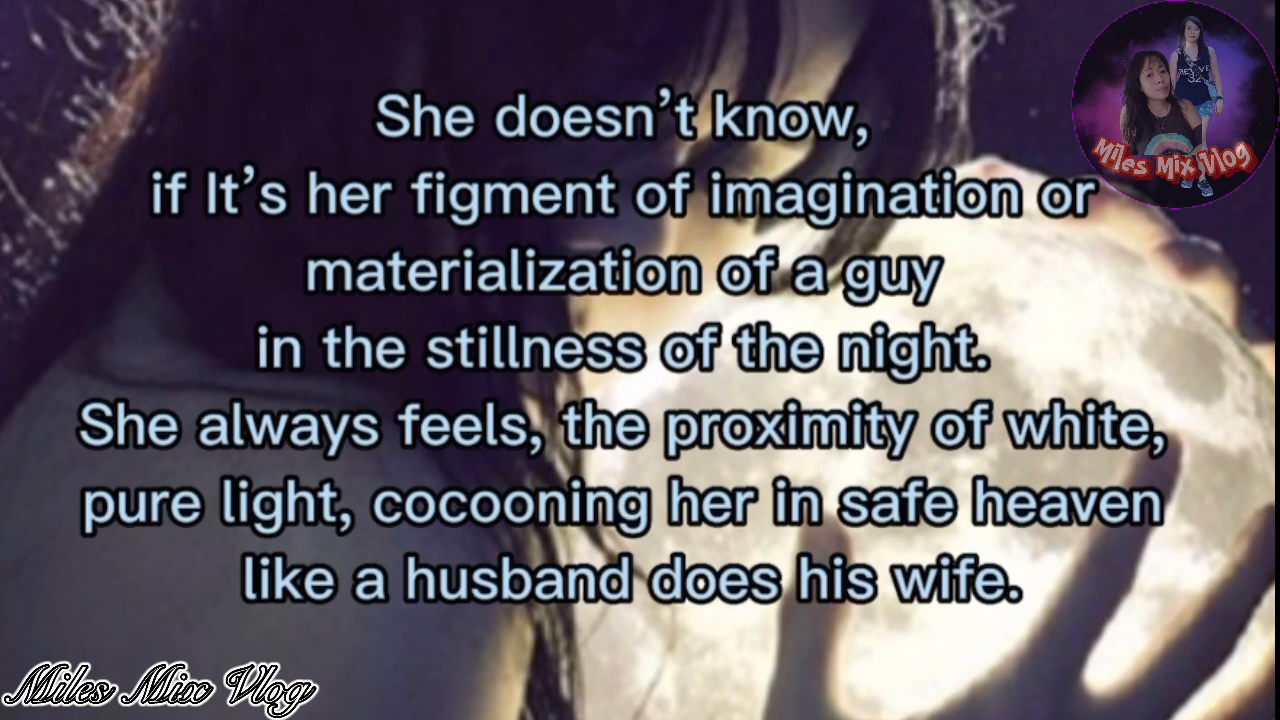 She doesn't know,
if It's her figment of imagination or
materialization of a guy
in the stillness of the night.
She always feels, the proximity of white,
pure light, cocooning her in safe heaven
like a husband does his wife.
Miles Mix Vlog
Miles Mix Vlog